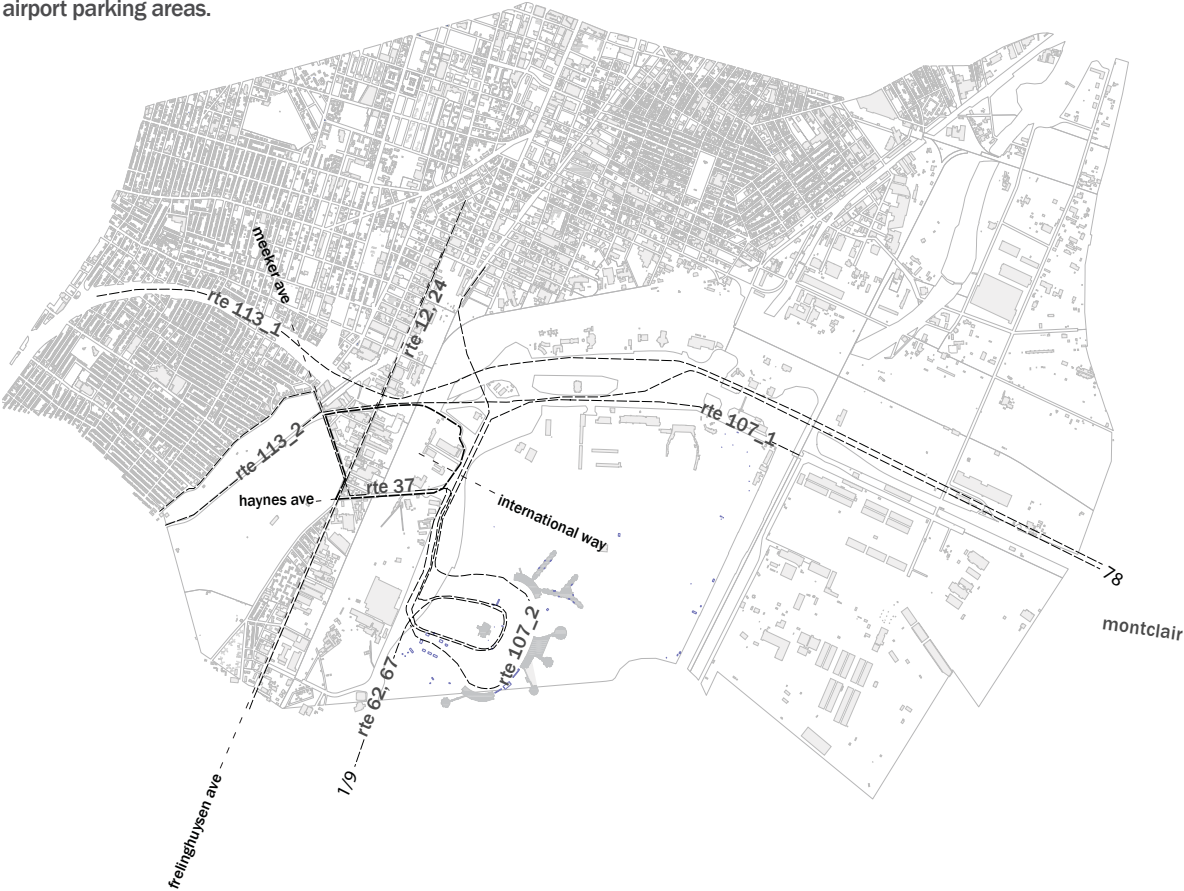 airport parking areas.
meeker ave
rte 113_1
rte 12, 24
rte 107_1
rte 113_2
rte 37
haynes ave
international way
78
montclair
rte 107_2
rte 62, 67
1/9
frelinghuysen ave